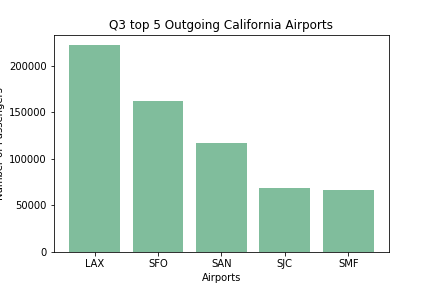 Q3 top 5 Outgoing California Airports
Number of Passengers
200000
150000
100000
50000
0
LAX SFO SAN SJC SMF
Airports